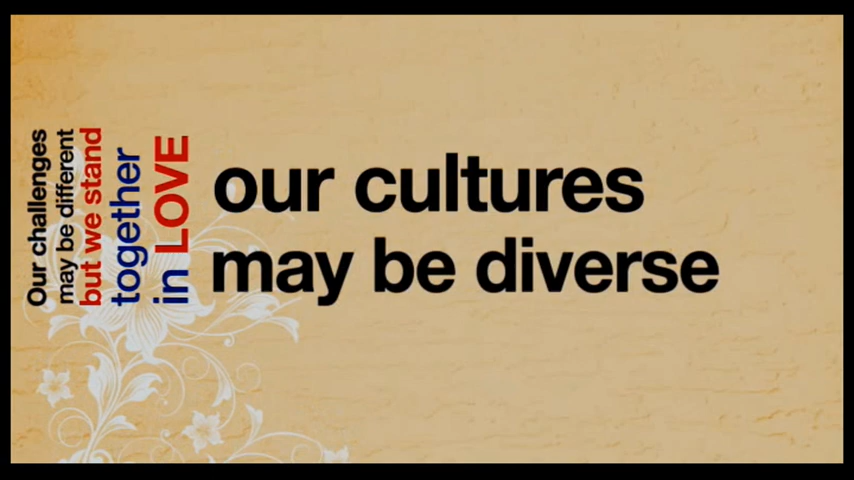 Our challenges
may be different
but we stand
together
in LOVE
our cultures
may be diverse